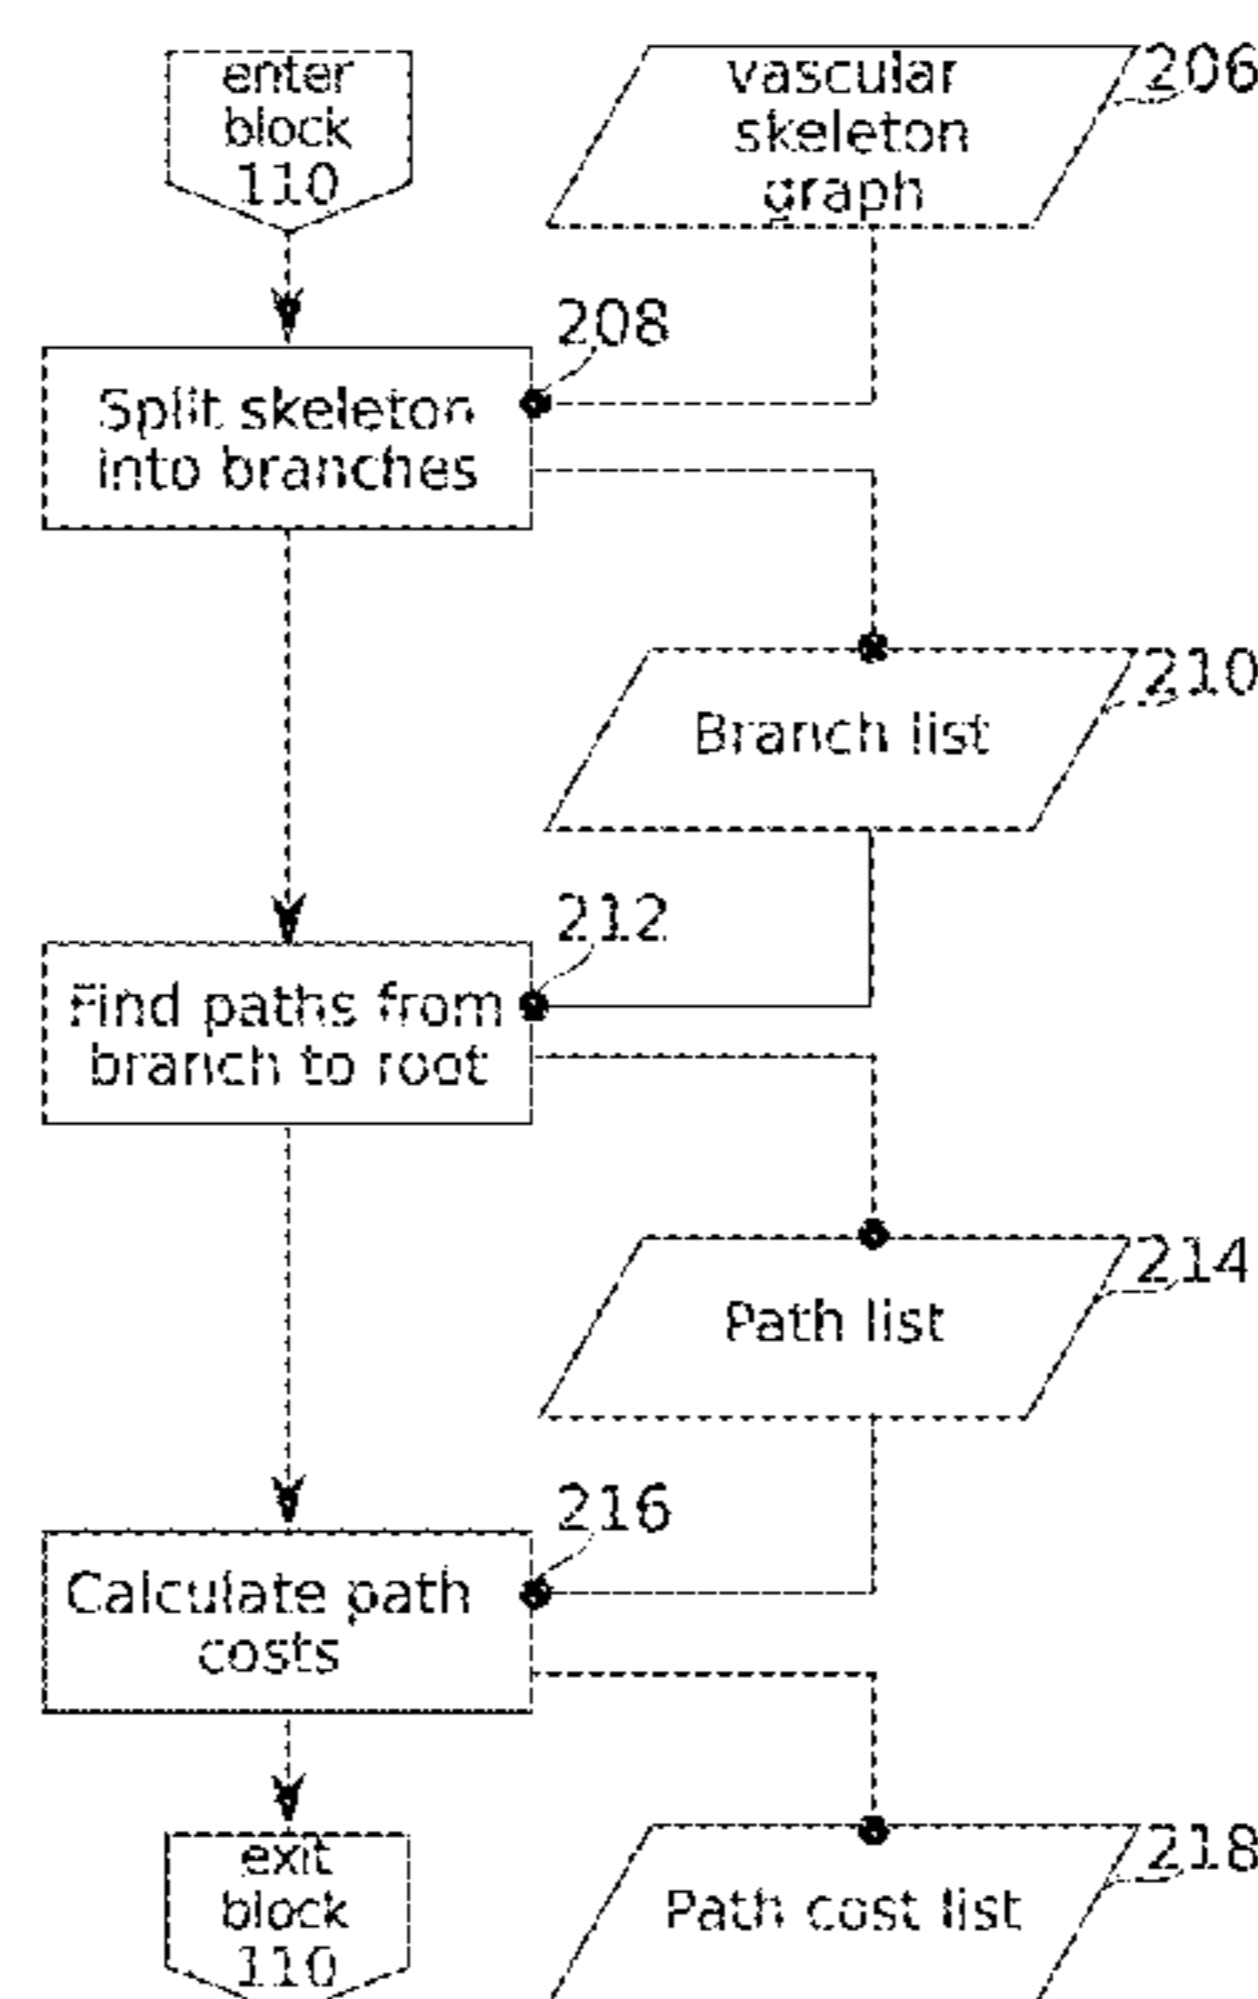 enter
block
110
vascular
skeleton
graph
206
208
Split skeleton
into branches
210
Branch list
212
Find paths from
branch to root
214
Path list
216
Calculate path
costs
218
exit
block
110
Path cost list